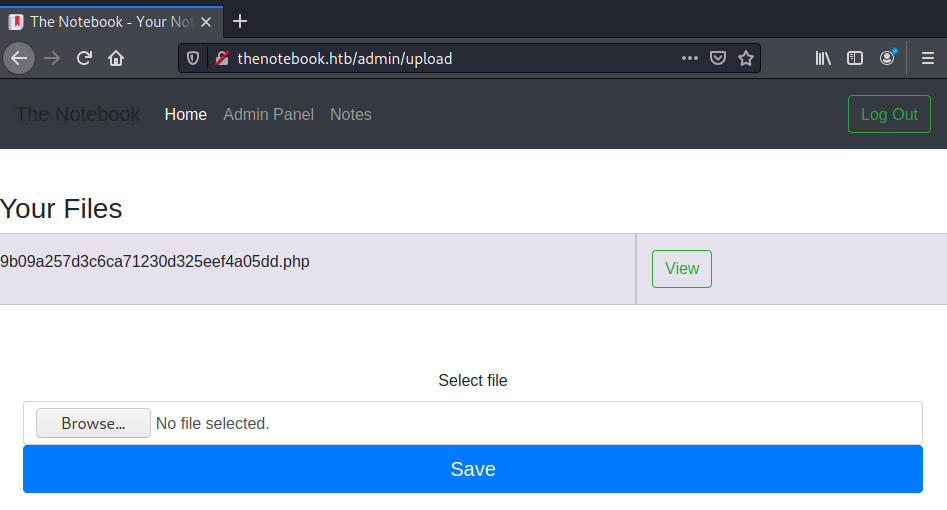 The Notebook - Your Not
thenotebook.htb/admin/upload
The Notebook Home Admin Panel Notes Log Out
Your Files
9b09a257d3c6ca71230d325eef4a05dd.php View
Select file
Browse... No file selected.
Save